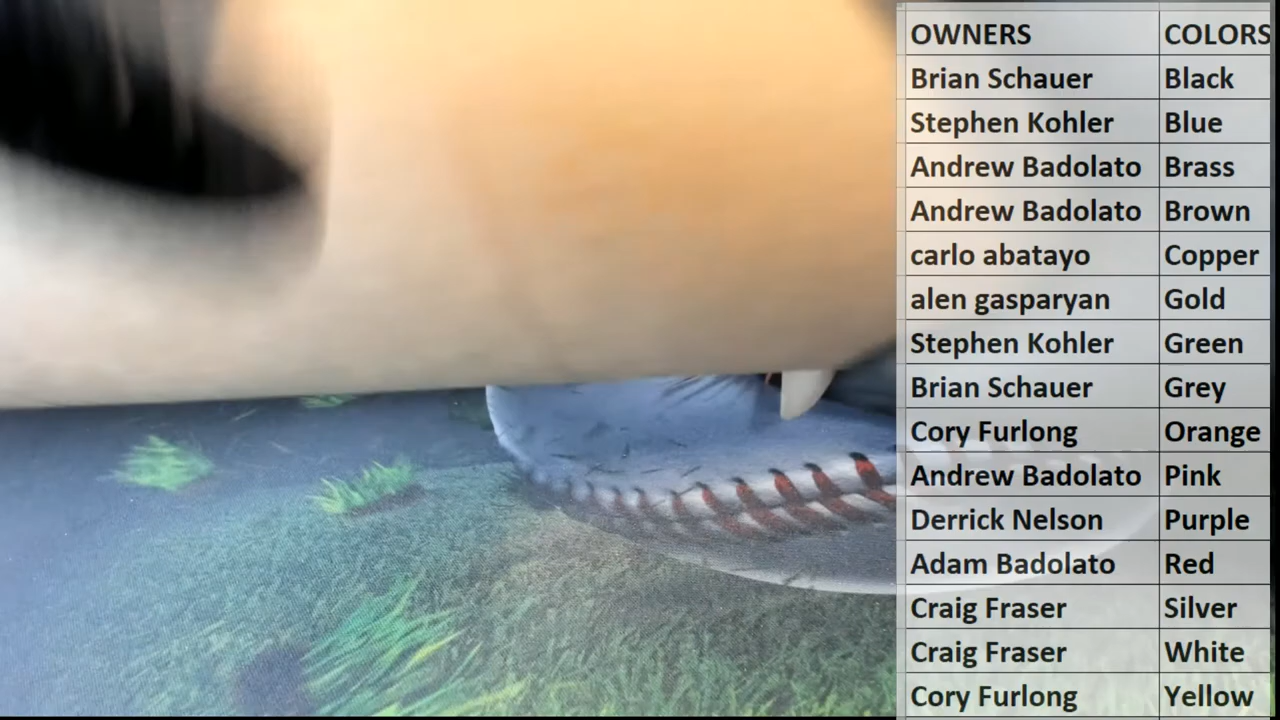 OWNERS COLORS
Brian Schauer Black
Stephen Kohler Blue
Andrew Badolato Brass
Andrew Badolato Brown
carlo abatayo Copper
alen gasparyan Gold
Stephen Kohler Green
Brian Schauer Grey
Cory Furlong Orange
Andrew Badolato Pink
Derrick Nelson Purple
Adam Badolato Red
Craig Fraser Silver
Craig Fraser White
Cory Furlong Yellow